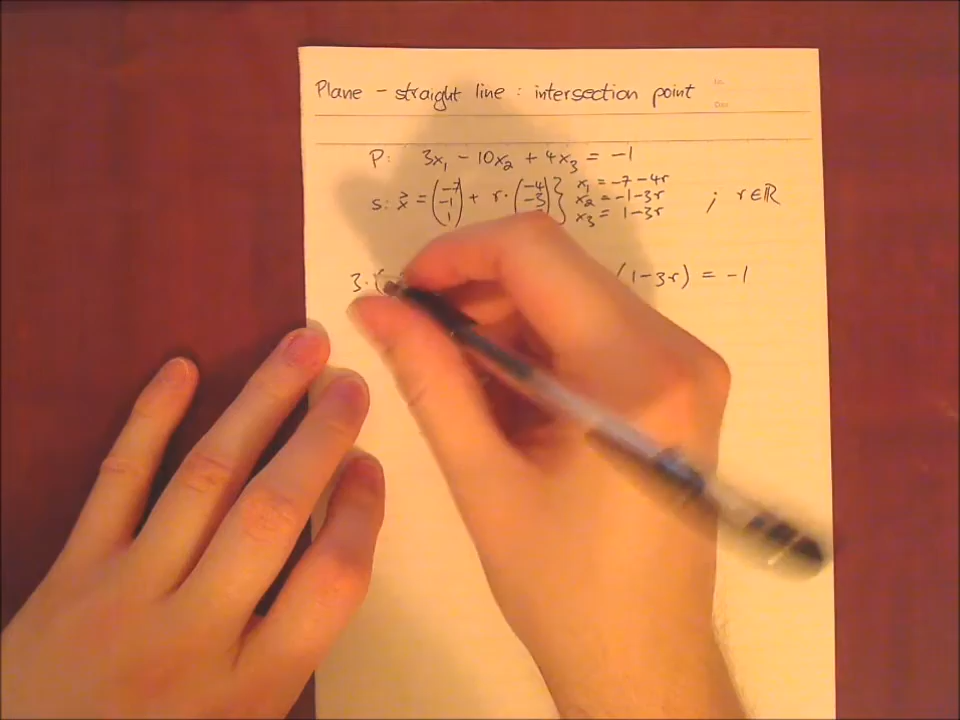 Plane - straight line : intersection point
P: 3x₁ - 10x₂ + 4x₃ = -1
x₁ = -7 - 4r
s: x⃗ = (-7 -1 1) + r · (-4 -3 } x₂ = -1 - 3r ; r ∈ ℝ
x₃ = 1 - 3r
3 · ( (1 - 3r) = -1